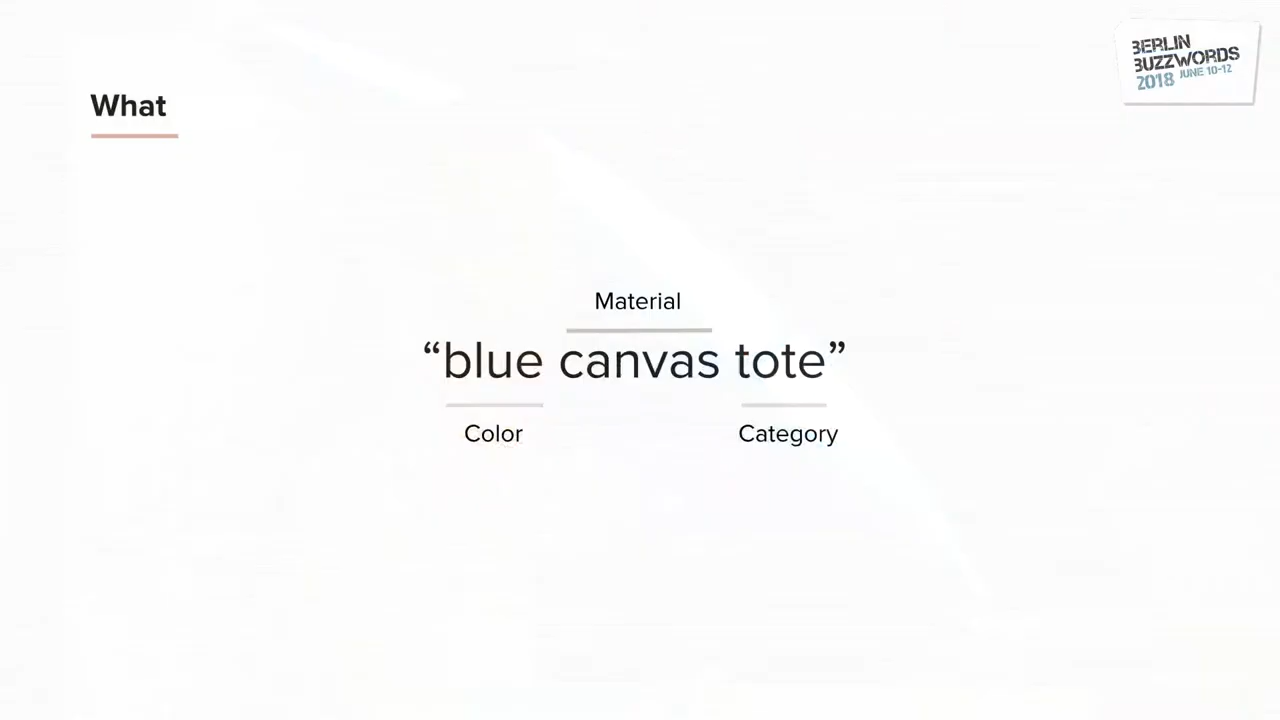 BERLIN
BUZZWORDS
2018 JUNE 10-12
What
Material
“blue canvas tote”
Color
Category